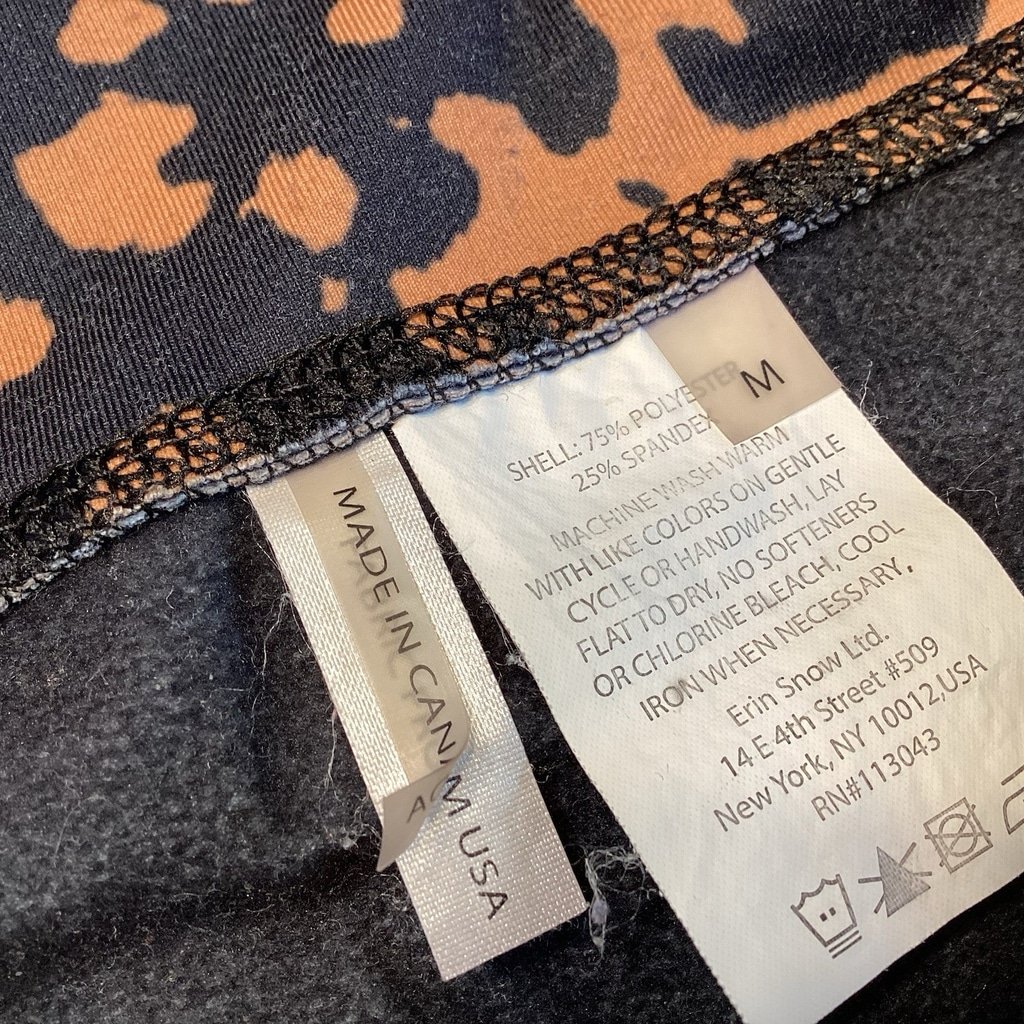 MADE IN CANA
M USA
M
SHELL: 75% POLYESTER
25% SPANDEX
MACHINE WASH WARM
WITH LIKE COLORS ON GENTLE
CYCLE OR HANDWASH, LAY
FLAT TO DRY, NO SOFTENERS
OR CHLORINE BLEACH, COOL
IRON WHEN NECESSARY.
Erin Snow Ltd.
14 E 4th Street #509
New York, NY 10012,USA
RN#113043